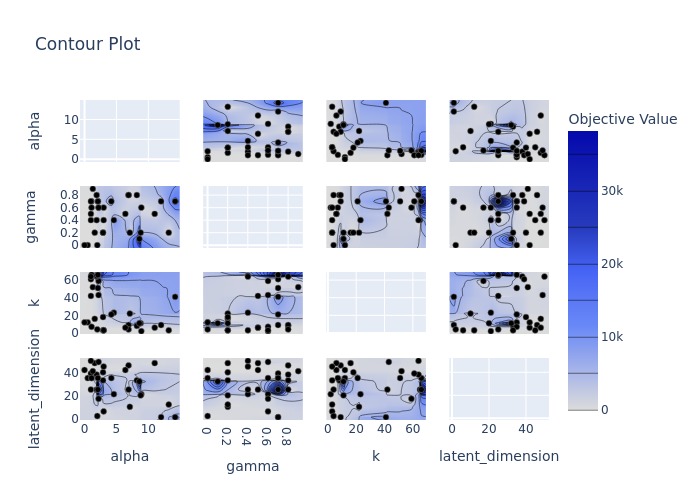 Contour Plot
Objective Value
alpha
10
5
0
gamma
0.8
0.6
0.4
0.2
0
k
60
40
20
0
latent_dimension
40
20
0
0 5 10
0 0.2 0.4 0.6 0.8
0 20 40 60
0 20 40
alpha
gamma
k
latent_dimension
30k
20k
10k
0